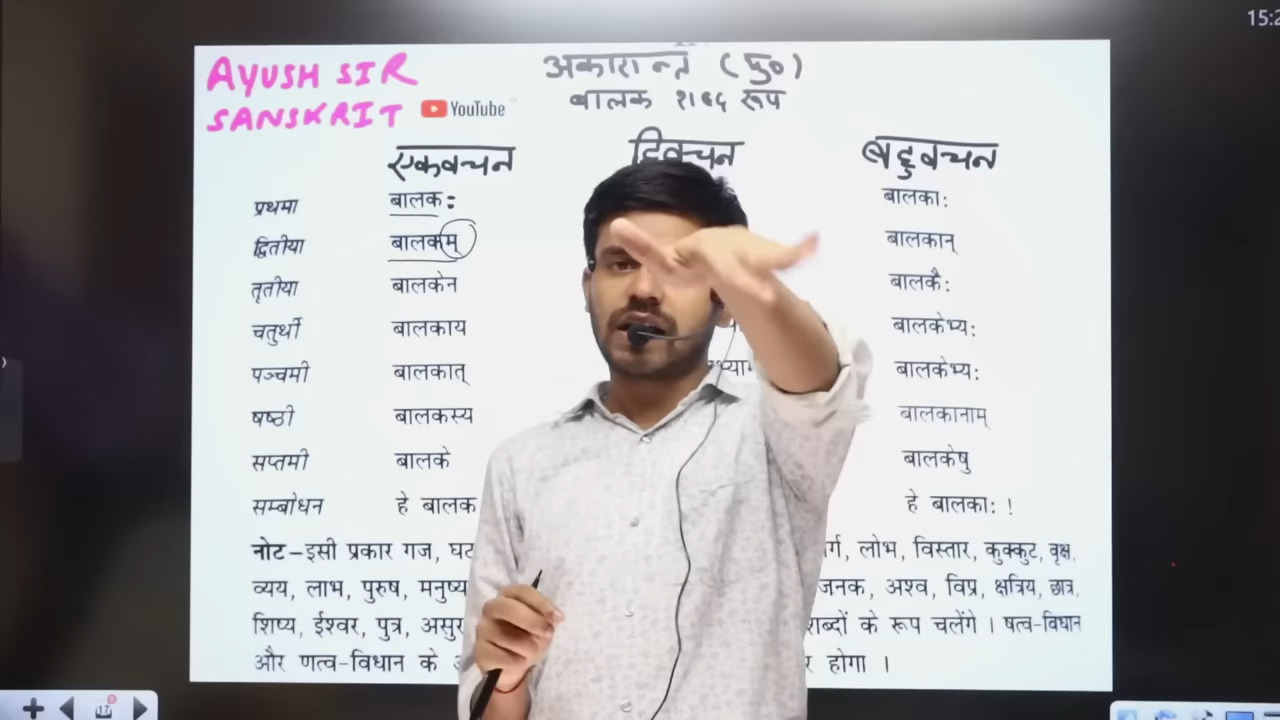 15:2
AYUSH SIR
SANSKRIT YouTube
अकारान्त (पु०)
बालक शब्द रूप
एकवचन द्विवचन बहुवचन
प्रथमा बालक: बालका:
द्वितीया बालकम् बालकान्
तृतीया बालकेन बालकै:
चतुर्थी बालकाय बालकेभ्य:
पञ्चमी बालकात् भ्याम बालकेभ्य:
षष्ठी बालकस्य बालकानाम्
सप्तमी बालके बालकेषु
सम्बोधन हे बालक हे बालका: !
नोट–इसी प्रकार गज, घट लोभ, विस्तार, कुक्कुट, वृक्ष,
व्यय, लाभ, पुरुष, मनुष्य जनक, अश्व, विप्र, क्षत्रिय, छात्र,
शिष्य, ईश्वर, पुत्र, असुर शब्दों के रूप चलेंगे । षत्व-विधान
और णत्व-विधान के होगा ।
17